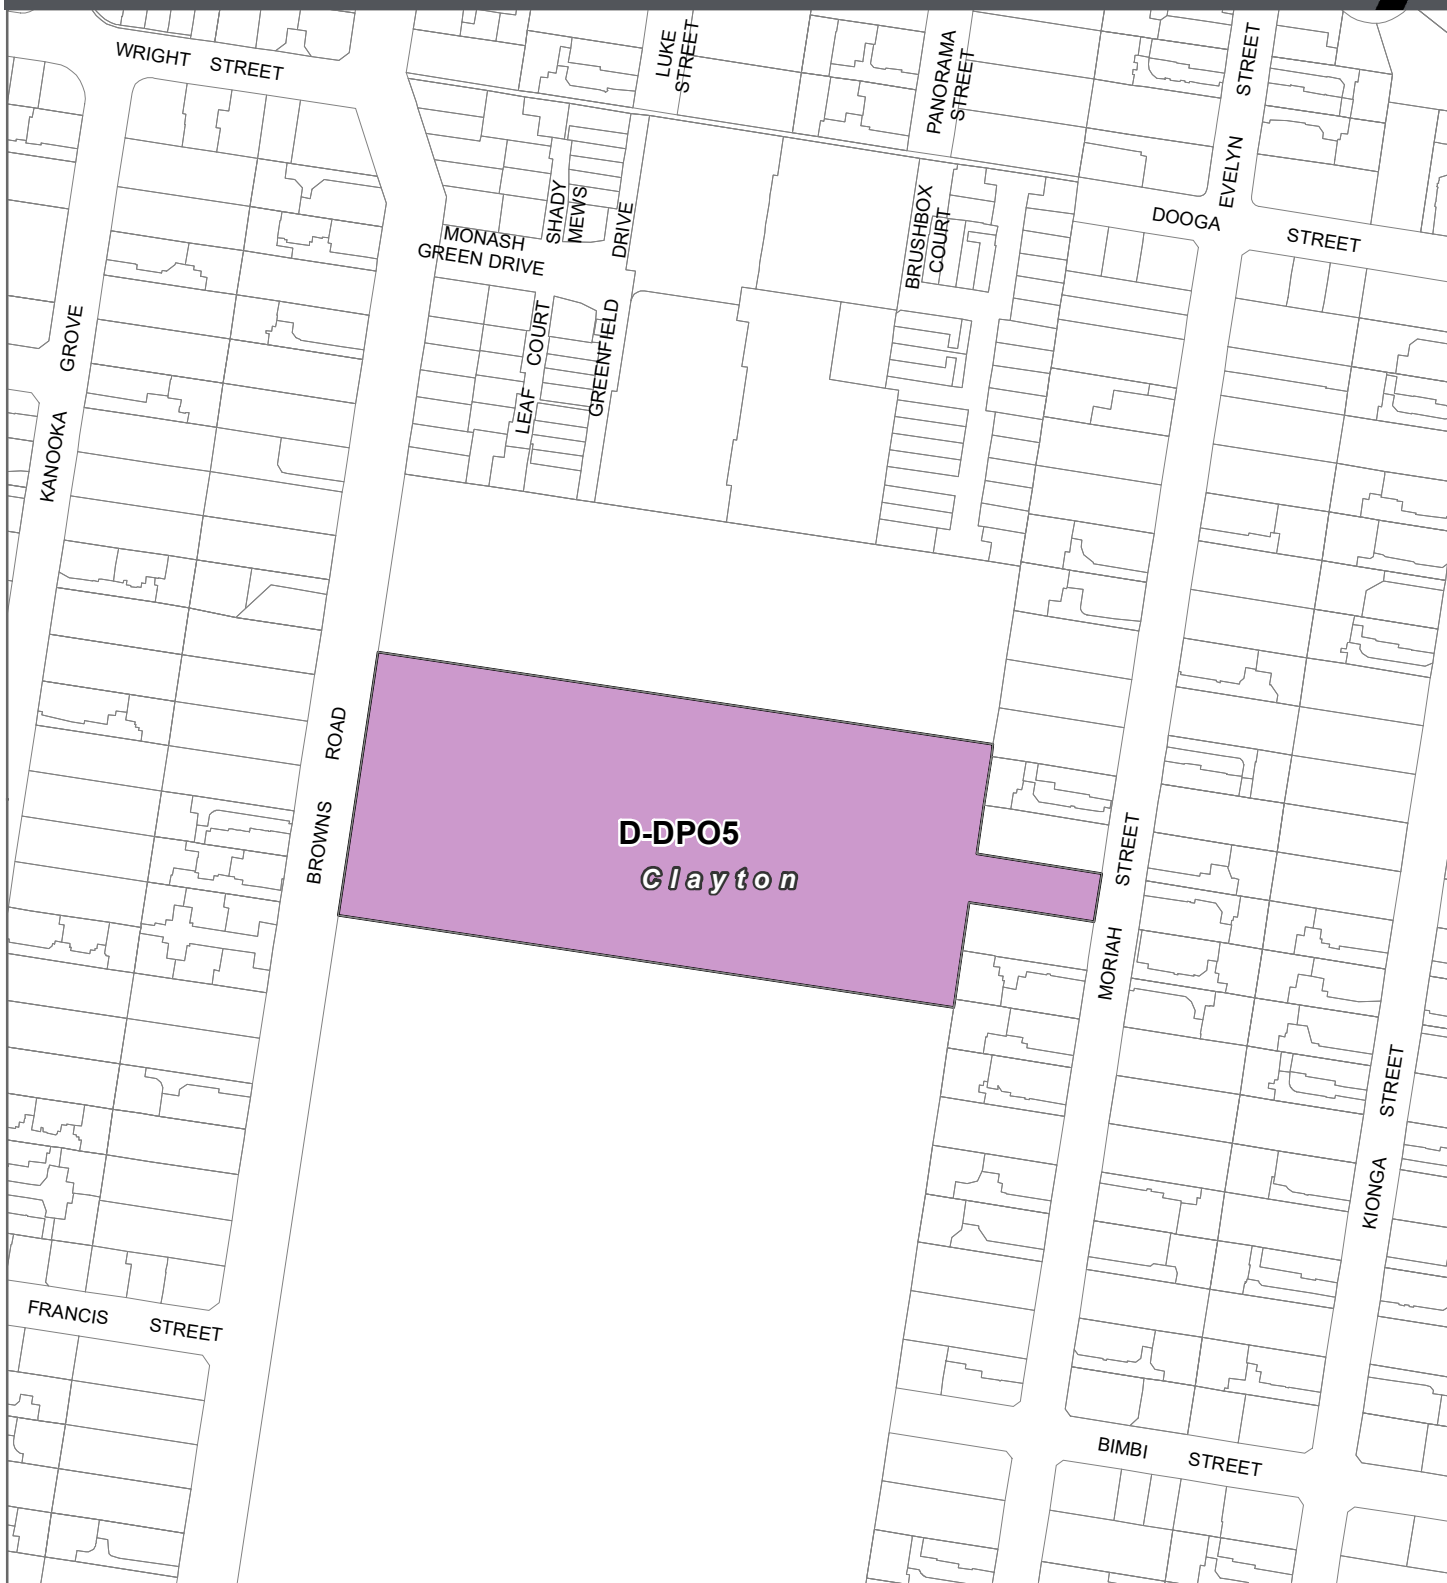 WRIGHT STREET
LUKE
STREET
PANORAMA
STREET
EVELYN STREET
DOOGA STREET
SHADY
MEWS
MONASH
GREEN DRIVE
GREENFIELD DRIVE
BRUSHBOX
COURT
LEAF COURT
KANOOKA GROVE
BROWNS ROAD
D-DPO5
Clayton
MORIAH STREET
KIONGA STREET
FRANCIS STREET
BIMBI STREET